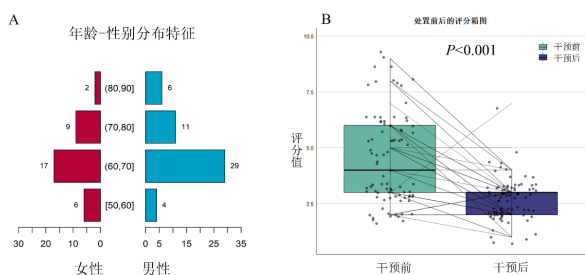 A
年龄-性别分布特征
2 (80,90] 6
9 (70,80] 11
17 (60,70] 29
6 [50,60] 4
30 20 10 0 0 5 15 25 35
女性 男性
B
处置前后的评分箱图
P<0.001
干预前
干预后
评分值
10.0
7.5
5.0
2.5
干预前 干预后